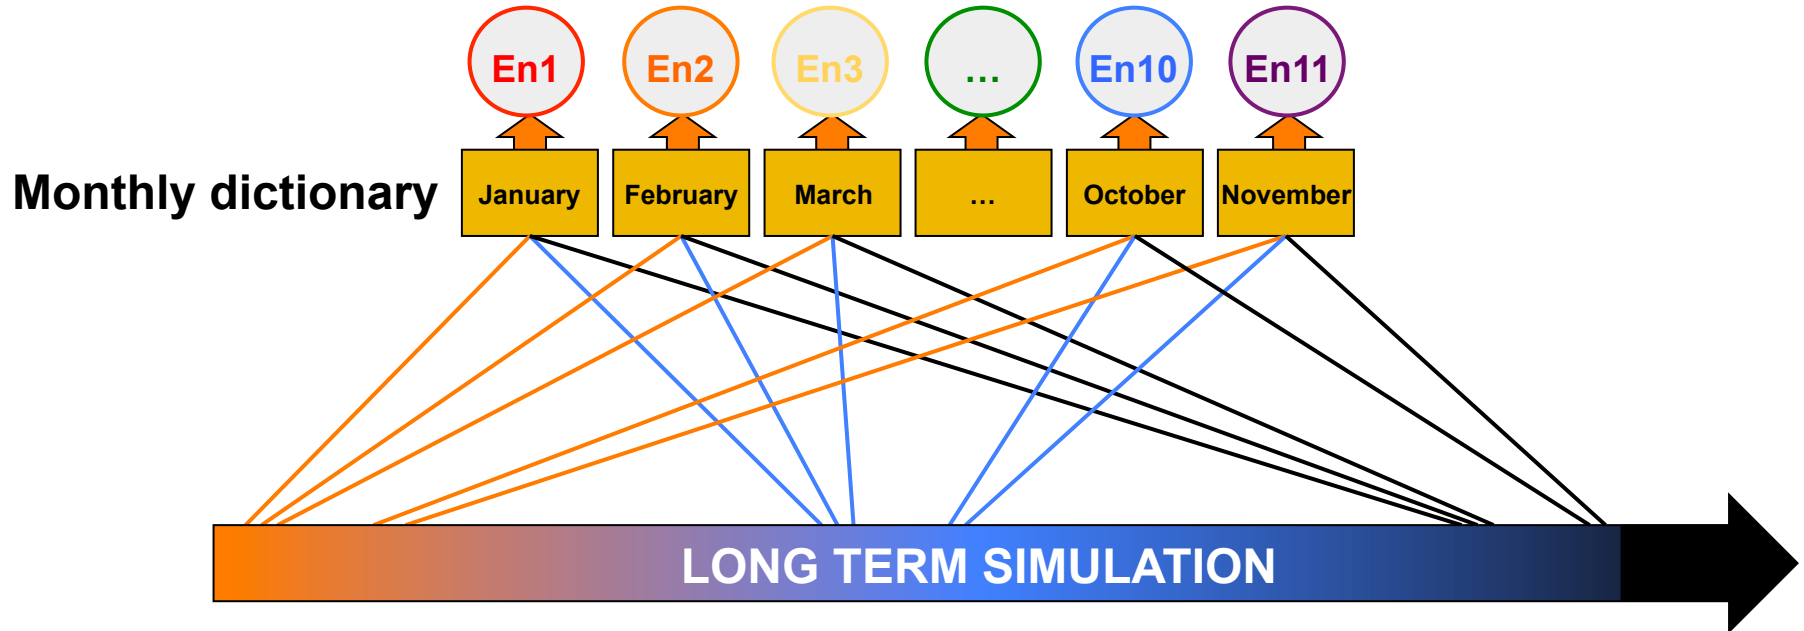 En1 En2 En3 … En10 En11
Monthly dictionary January February March … October November
LONG TERM SIMULATION